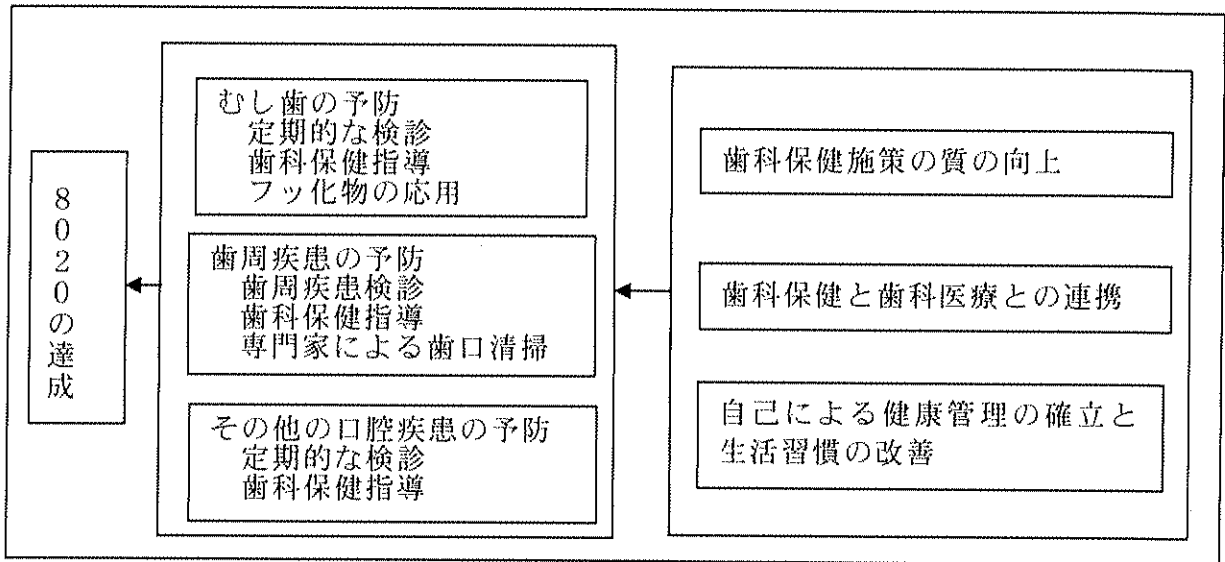 8020の達成
むし歯の予防
定期的な検診
歯科保健指導
フッ化物の応用
歯周疾患の予防
歯周疾患検診
歯科保健指導
専門家による歯口清掃
その他の口腔疾患の予防
定期的な検診
歯科保健指導
歯科保健施策の質の向上
歯科保健と歯科医療との連携
自己による健康管理の確立と
生活習慣の改善